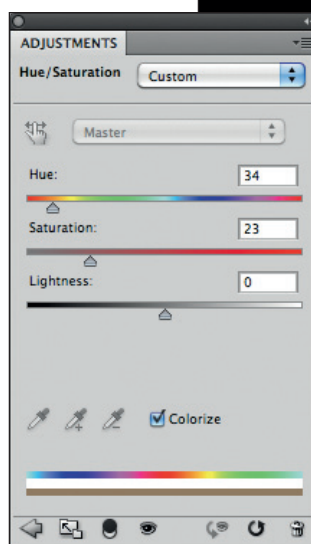 ADJUSTMENTS
Hue/Saturation Custom
Master
Hue: 34
Saturation: 23
Lightness: 0
Colorize